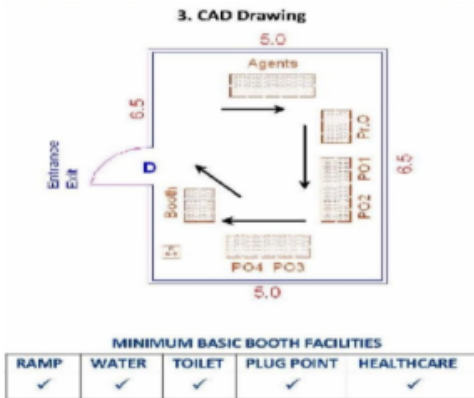 3. CAD Drawing
5.0
Agents
6.5
Pr.O
6.5
PO1
Entrance
Exit
D
PO2
Booth
PO4 PO3
5.0
MINIMUM BASIC BOOTH FACILITIES
RAMP WATER TOILET PLUG POINT HEALTHCARE
✓ ✓ ✓ ✓ ✓